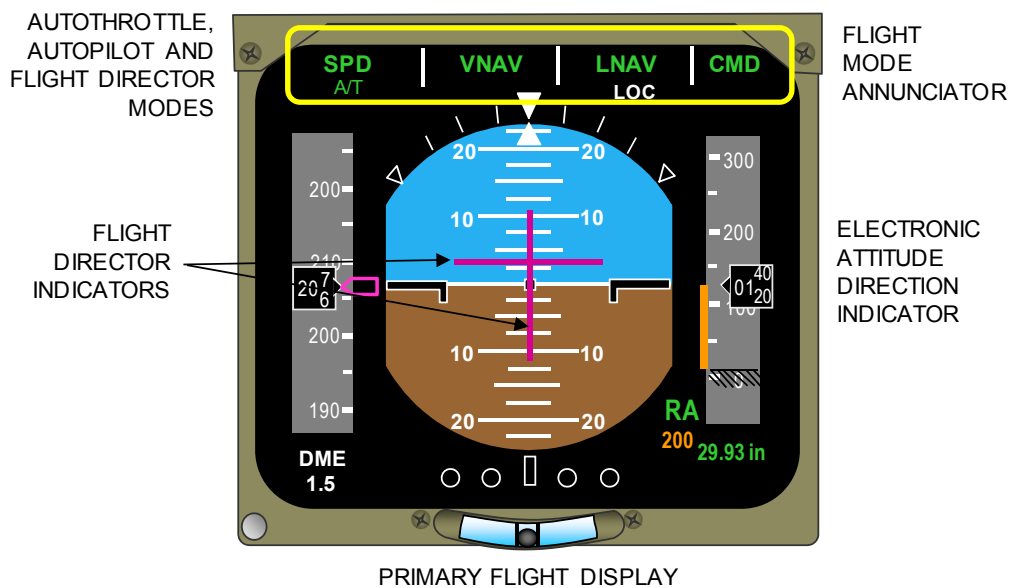 AUTOTHROTTLE,
AUTOPILOT AND
FLIGHT DIRECTOR
MODES
SPD VNAV LNAV CMD
A/T LOC
FLIGHT
MODE
ANNUNCIATOR
20 20
10 10
10 10
20 20
200
210
20 7
6
200
190
FLIGHT
DIRECTOR
INDICATORS
300
200
01 40
20
100
0
ELECTRONIC
ATTITUDE
DIRECTION
INDICATOR
RA
200
29.93 in
DME
1.5
PRIMARY FLIGHT DISPLAY